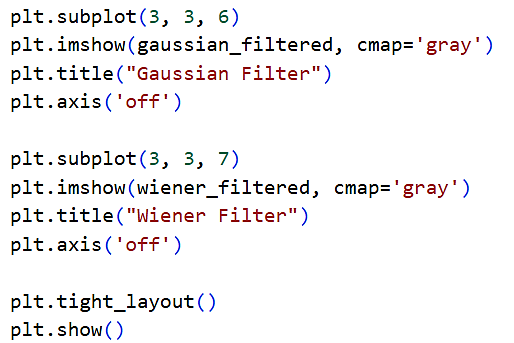 plt.subplot(3, 3, 6)
plt.imshow(gaussian_filtered, cmap='gray')
plt.title("Gaussian Filter")
plt.axis('off')
plt.subplot(3, 3, 7)
plt.imshow(wiener_filtered, cmap='gray')
plt.title("Wiener Filter")
plt.axis('off')
plt.tight_layout()
plt.show()